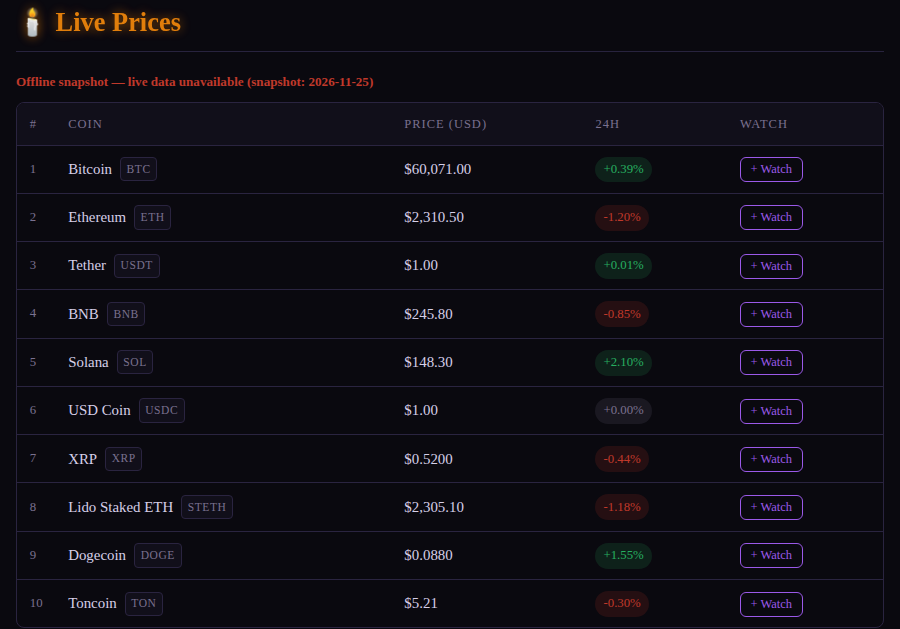 Live Prices
Offline snapshot — live data unavailable (snapshot: 2026-11-25)
# COIN PRICE (USD) 24H WATCH
1 Bitcoin BTC $60,071.00 +0.39% + Watch
2 Ethereum ETH $2,310.50 -1.20% + Watch
3 Tether USDT $1.00 +0.01% + Watch
4 BNB BNB $245.80 -0.85% + Watch
5 Solana SOL $148.30 +2.10% + Watch
6 USD Coin USDC $1.00 +0.00% + Watch
7 XRP XRP $0.5200 -0.44% + Watch
8 Lido Staked ETH STETH $2,305.10 -1.18% + Watch
9 Dogecoin DOGE $0.0880 +1.55% + Watch
10 Toncoin TON $5.21 -0.30% + Watch